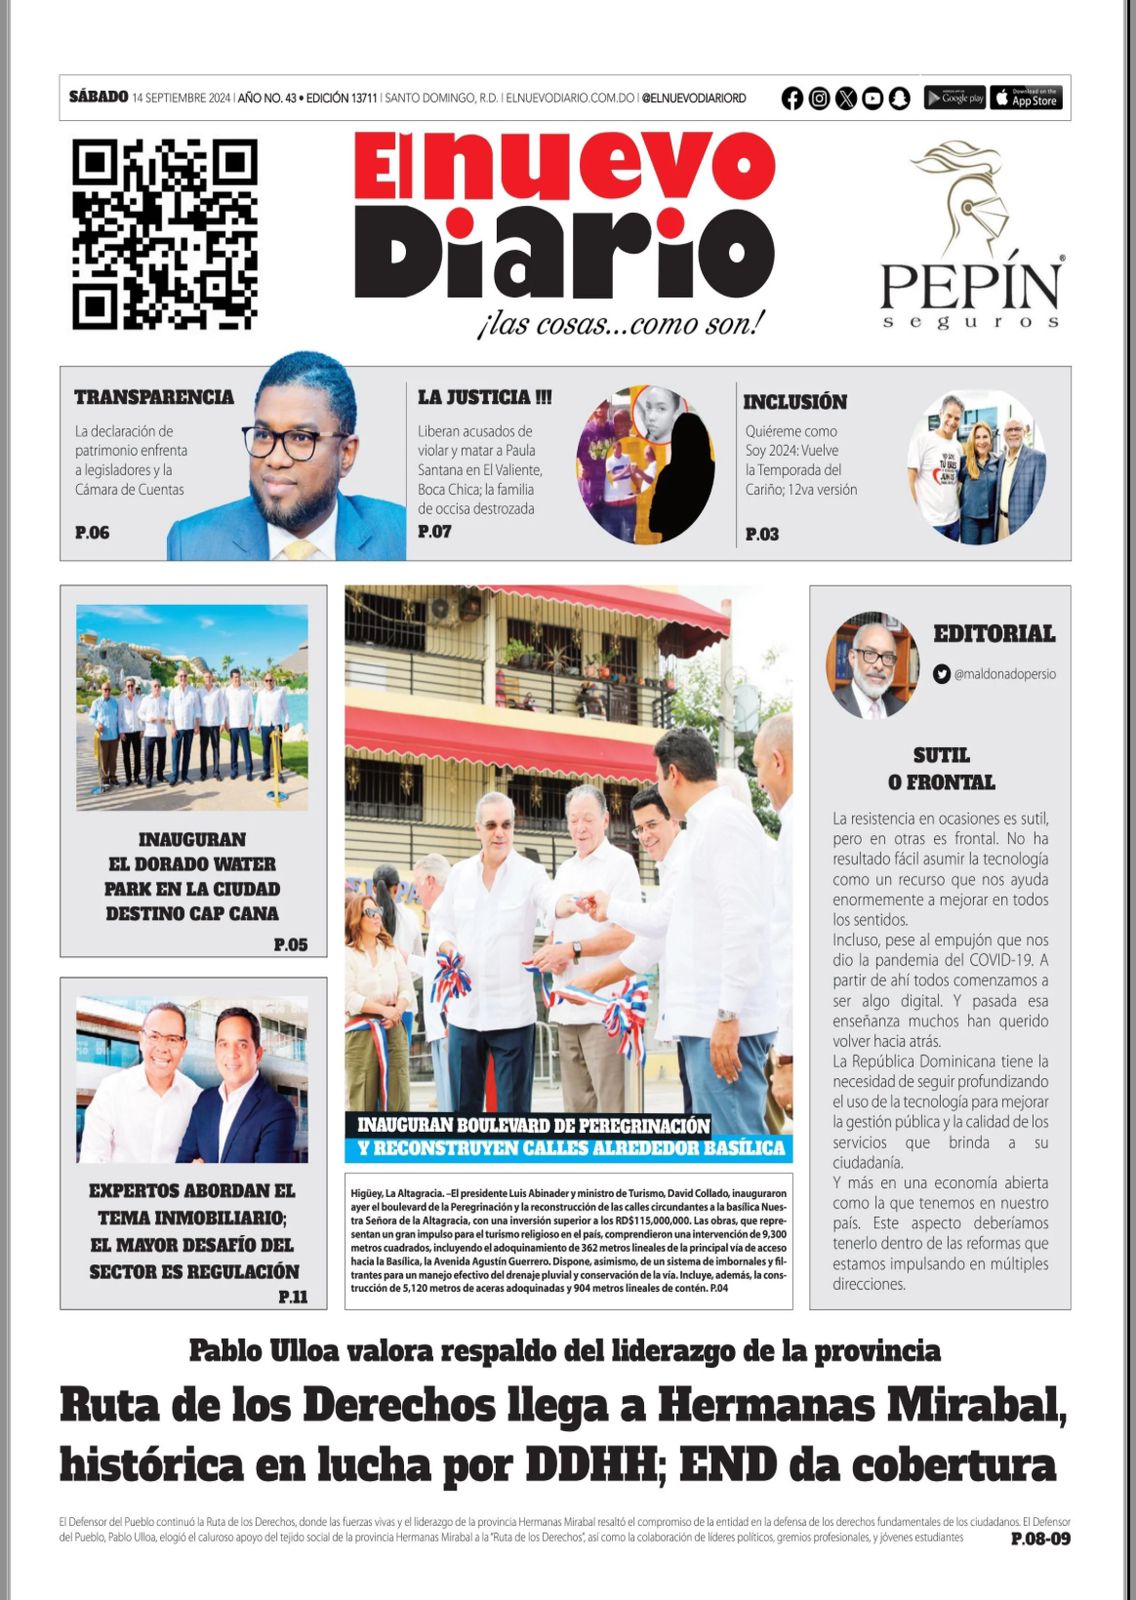 SÁBADO 14 SEPTIEMBRE 2024 | AÑO NO. 43 • EDICIÓN 13711 | SANTO DOMINGO, R.D. | ELNUEVODIARIO.COM.DO | @ELNUEVODIARIORD
Google play
Download on the
App Store
El nuevo
Diario
¡las cosas...como son!
PEPÍN®
seguros
TRANSPARENCIA
La declaración de
patrimonio enfrenta
a legisladores y la
Cámara de Cuentas
P.06
LA JUSTICIA !!!
Liberan acusados de
violar y matar a Paula
Santana en El Valiente,
Boca Chica; la familia
de occisa destrozada
P.07
INCLUSIÓN
Quiéreme como
Soy 2024: Vuelve
la Temporada del
Cariño; 12va versión
P.03
INAUGURAN
EL DORADO WATER
PARK EN LA CIUDAD
DESTINO CAP CANA
P.05
EXPERTOS ABORDAN EL
TEMA INMOBILIARIO;
EL MAYOR DESAFÍO DEL
SECTOR ES REGULACIÓN
P.11
INAUGURAN BOULEVARD DE PEREGRINACIÓN
Y RECONSTRUYEN CALLES ALREDEDOR BASÍLICA
Higüey, La Altagracia. –El presidente Luis Abinader y ministro de Turismo, David Collado, inauguraron
ayer el boulevard de la Peregrinación y la reconstrucción de las calles circundantes a la basílica Nues-
tra Señora de la Altagracia, con una inversión superior a los RD$115,000,000. Las obras, que repre-
sentan un gran impulso para el turismo religioso en el país, comprendieron una intervención de 9,300
metros cuadrados, incluyendo el adoquinamiento de 362 metros lineales de la principal vía de acceso
hacia la Basílica, la Avenida Agustín Guerrero. Dispone, asimismo, de un sistema de imbornales y fil-
trantes para un manejo efectivo del drenaje pluvial y conservación de la vía. Incluye, además, la cons-
trucción de 5,120 metros de aceras adoquinadas y 904 metros lineales de contén. P.04
EDITORIAL
@maldonadopersio
SUTIL
O FRONTAL
La resistencia en ocasiones es sutil,
pero en otras es frontal. No ha
resultado fácil asumir la tecnología
como un recurso que nos ayuda
enormemente a mejorar en todos
los sentidos.
Incluso, pese al empujón que nos
dio la pandemia del COVID-19. A
partir de ahí todos comenzamos a
ser algo digital. Y pasada esa
enseñanza muchos han querido
volver hacia atrás.
La República Dominicana tiene la
necesidad de seguir profundizando
el uso de la tecnología para mejorar
la gestión pública y la calidad de los
servicios que brinda a su
ciudadanía.
Y más en una economía abierta
como la que tenemos en nuestro
país. Este aspecto deberíamos
tenerlo dentro de las reformas que
estamos impulsando en múltiples
direcciones.
Pablo Ulloa valora respaldo del liderazgo de la provincia
Ruta de los Derechos llega a Hermanas Mirabal,
histórica en lucha por DDHH; END da cobertura
El Defensor del Pueblo continuó la Ruta de los Derechos, donde las fuerzas vivas y el liderazgo de la provincia Hermanas Mirabal resaltó el compromiso de la entidad en la defensa de los derechos fundamentales de los ciudadanos. El Defensor
del Pueblo, Pablo Ulloa, elogió el caluroso apoyo del tejido social de la provincia Hermanas Mirabal a la "Ruta de los Derechos", así como la colaboración de líderes políticos, gremios profesionales, y jóvenes estudiantes
P.08-09